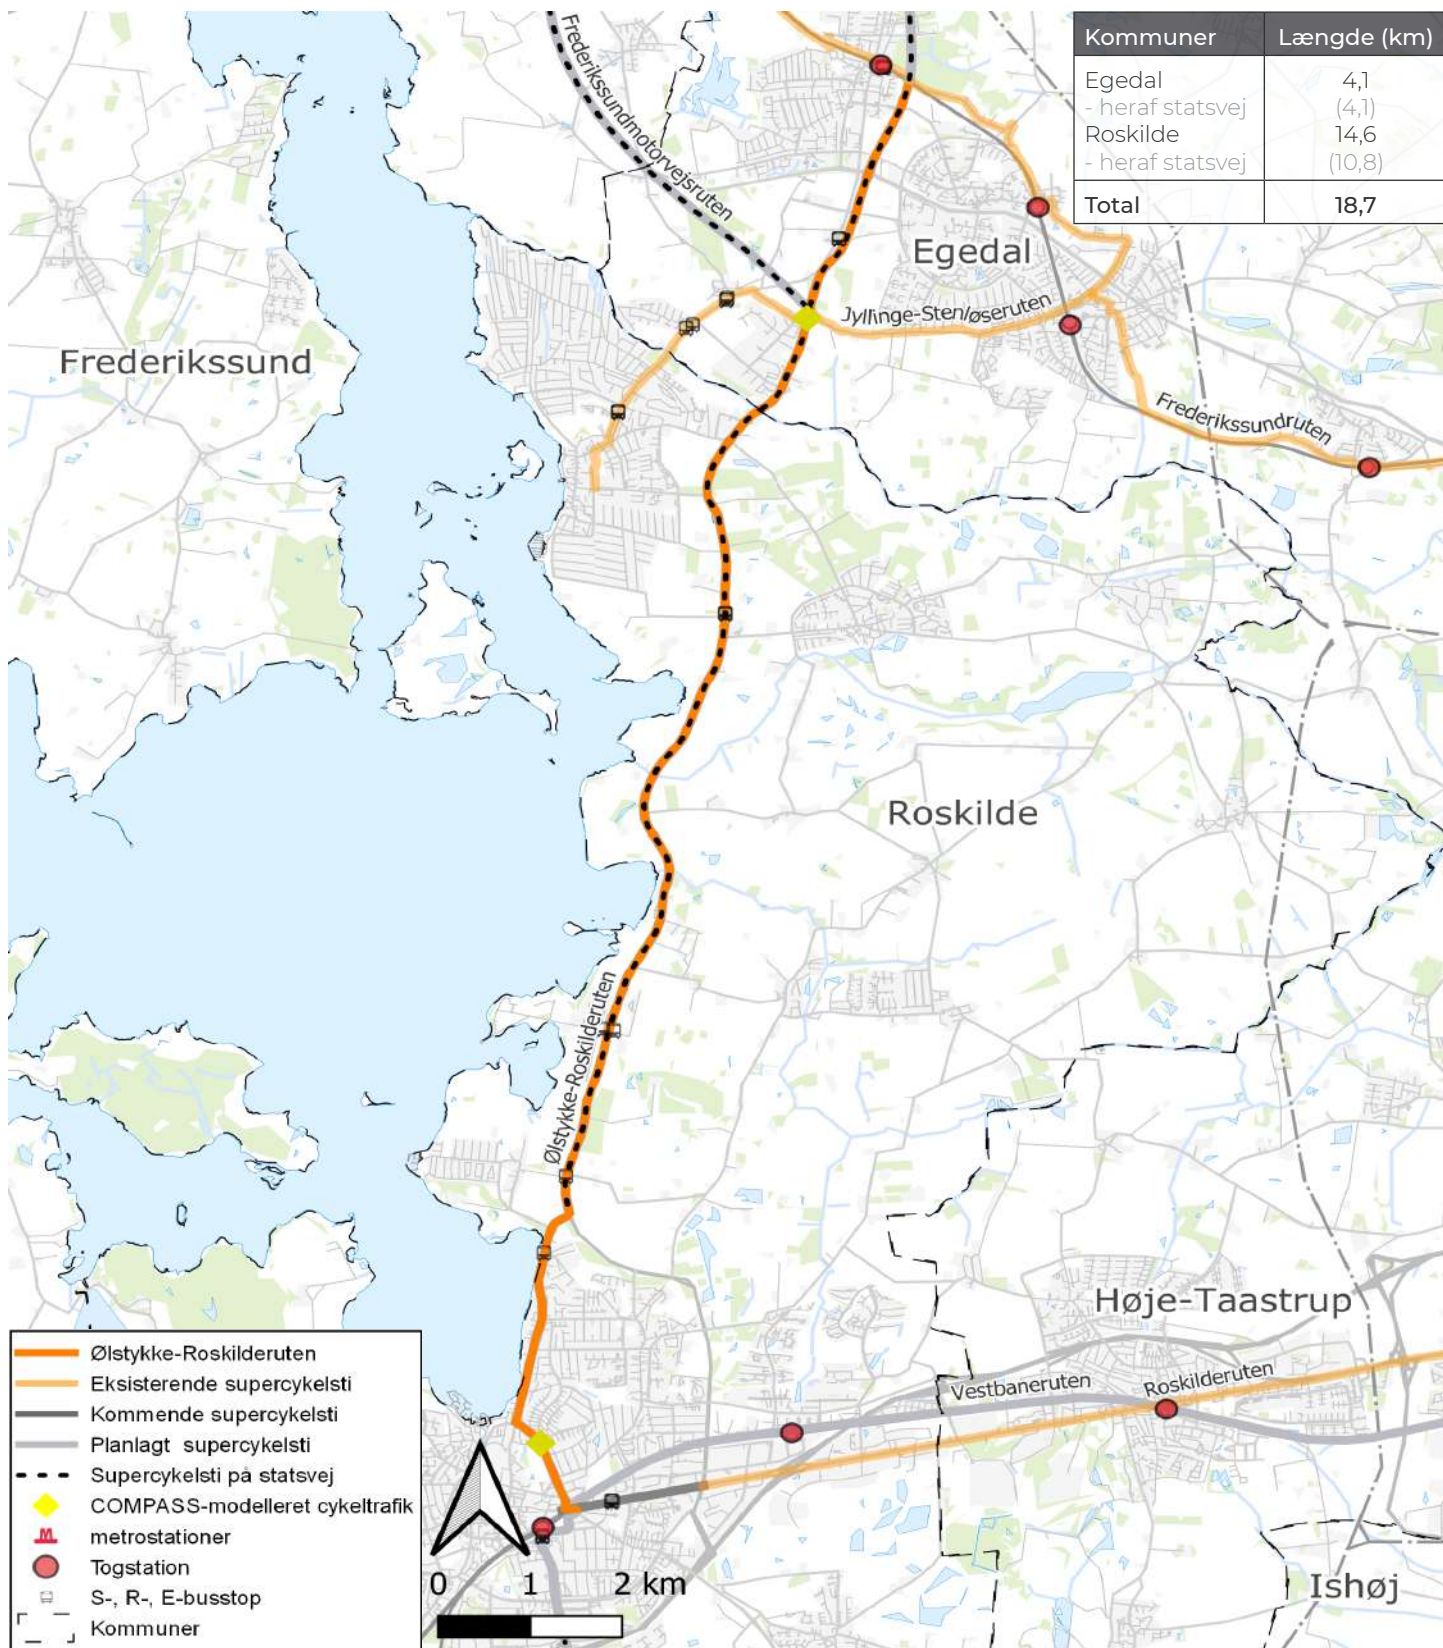 Kommuner Længde (km)
Egedal 4,1
- heraf statsvej (4,1)
Roskilde 14,6
- heraf statsvej (10,8)
Total 18,7
Frederikssundmotorvejsruten
Egedal
Jyllinge-Sten/øseruten
Frederikssund
Frederikssundruten
Roskilde
Ølstykke-Roskilderuten
Høje-Taastrup
Vestbaneruten
Roskilderuten
Ishøj
Ølstykke-Roskilderuten
Eksisterende supercykelsti
Kommende supercykelsti
Planlagt supercykelsti
Supercykelsti på statsvej
COMPASS-modelleret cykeltrafik
metrostationer
Togstation
S-, R-, E-busstop
Kommuner
0 1 2 km